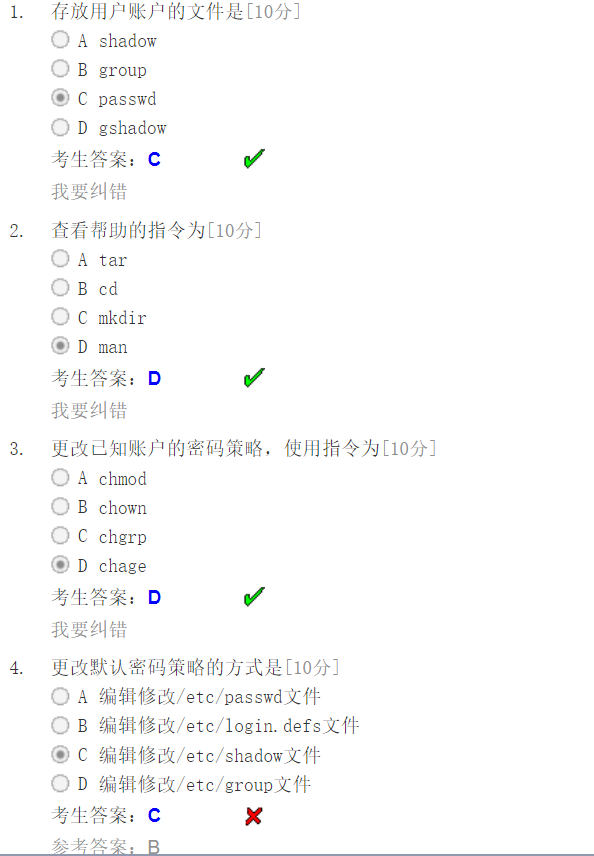 1. 存放用户账户的文件是[10分]
A shadow
B group
C passwd
D gshadow
考生答案：C
我要纠错
2. 查看帮助的指令为[10分]
A tar
B cd
C mkdir
D man
考生答案：D
我要纠错
3. 更改已知账户的密码策略，使用指令为[10分]
A chmod
B chown
C chgrp
D chage
考生答案：D
我要纠错
4. 更改默认密码策略的方式是[10分]
A 编辑修改/etc/passwd文件
B 编辑修改/etc/login.defs文件
C 编辑修改/etc/shadow文件
D 编辑修改/etc/group文件
考生答案：C
参考答案：B